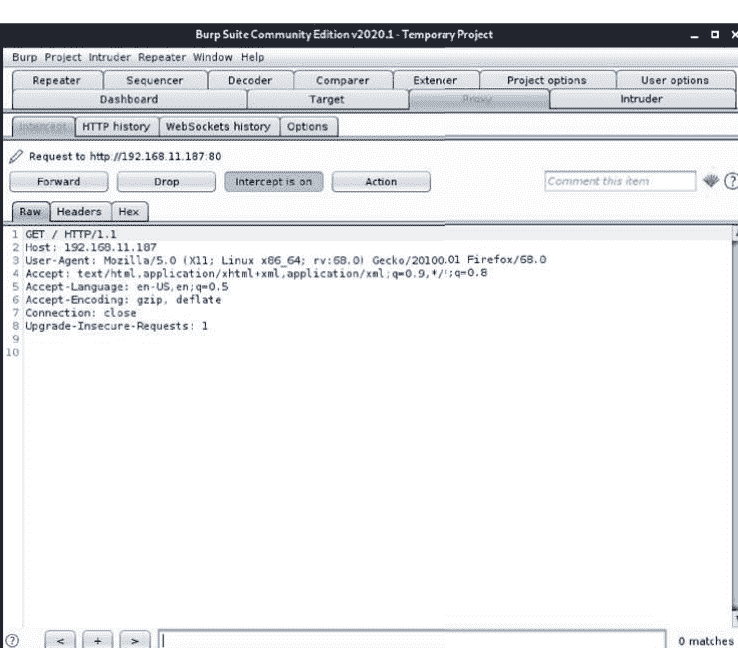 Burp Suite Community Edition v2020.1 - Temporary Project
Burp Project Intruder Repeater Window Help
Repeater Sequencer Decoder Comparer Extender Project options User options
Dashboard Target Proxy Intruder
Intercept HTTP history WebSockets history Options
Request to http://192.168.11.187:80
Forward Drop Intercept is on Action Comment this item
Raw Headers Hex
1 GET / HTTP/1.1
2 Host: 192.168.11.187
3 User-Agent: Mozilla/5.0 (X11; Linux x86_64; rv:68.0) Gecko/20100101 Firefox/68.0
4 Accept: text/html,application/xhtml+xml,application/xml;q=0.9,*/*;q=0.8
5 Accept-Language: en-US,en;q=0.5
6 Accept-Encoding: gzip, deflate
7 Connection: close
8 Upgrade-Insecure-Requests: 1
9
10
? < + > 0 matches